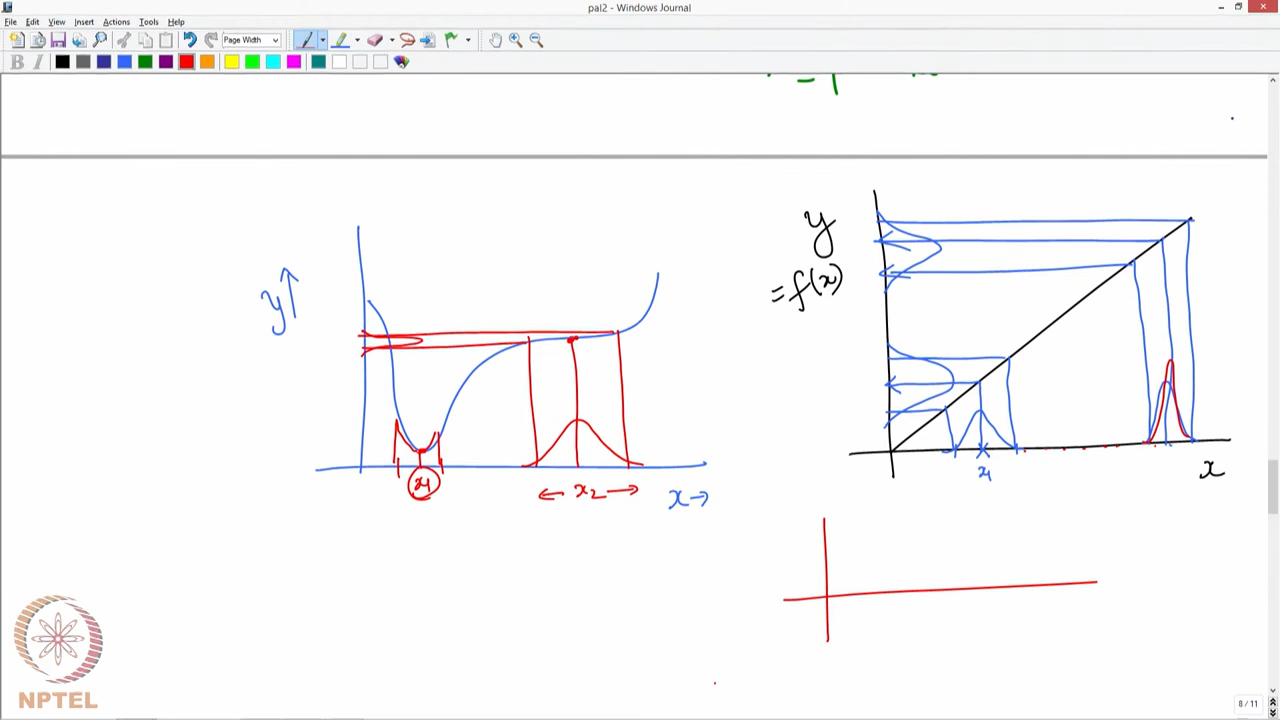 pal2 - Windows Journal
File Edit View Insert Actions Tools Help
Page Width
B I
y↑
x₁
← x₂ →
x→
y
= f(x)
x₁
x
NPTEL
8 / 11